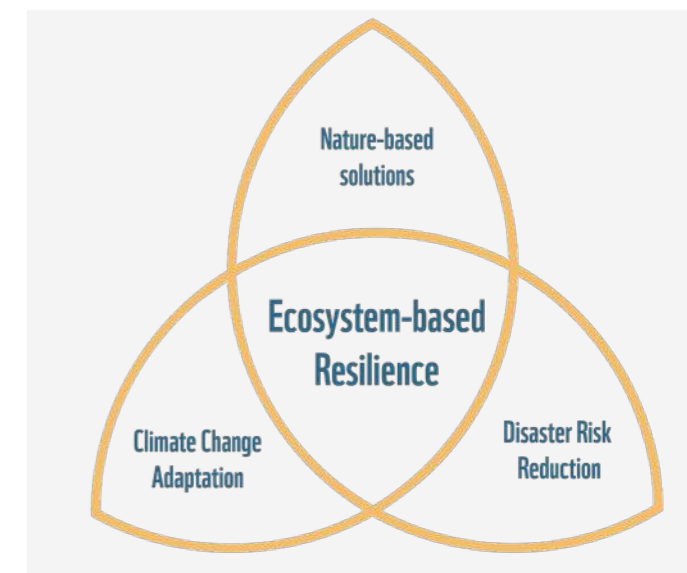 Nature-based
solutions
Ecosystem-based
Resilience
Climate Change
Adaptation
Disaster Risk
Reduction